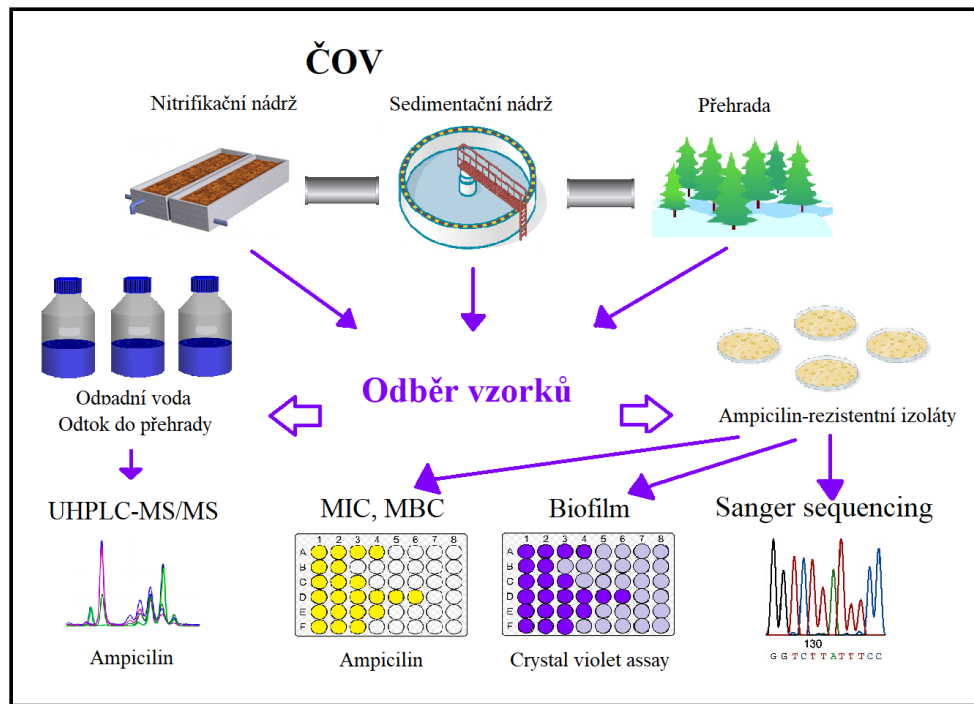 ČOV
Nitrifikační nádrž
Sedimentační nádrž
Přehrada
Odběr vzorků
Odpadní voda
Odtok do přehrady
Ampicilin-rezistentní izoláty
UHPLC-MS/MS
Ampicilin
MIC, MBC
1 2 3 4 5 6 7 8
A
B
C
D
E
F
Ampicilin
Biofilm
1 2 3 4 5 6 7 8
A
B
C
D
E
F
Crystal violet assay
Sanger sequencing
130
G G T C T T A T T T C C